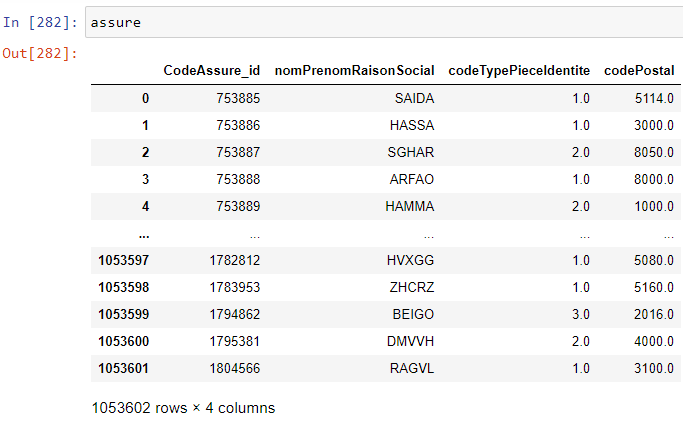 In [282]: assure
Out[282]:
CodeAssure_id nomPrenomRaisonSocial codeTypePieceIdentite codePostal
0 753885 SAIDA 1.0 5114.0
1 753886 HASSA 1.0 3000.0
2 753887 SGHAR 2.0 8050.0
3 753888 ARFAO 1.0 8000.0
4 753889 HAMMA 2.0 1000.0
... ... ... ... ...
1053597 1782812 HVXGG 1.0 5080.0
1053598 1783953 ZHCRZ 1.0 5160.0
1053599 1794862 BEIGO 3.0 2016.0
1053600 1795381 DMVVH 2.0 4000.0
1053601 1804566 RAGVL 1.0 3100.0
1053602 rows × 4 columns